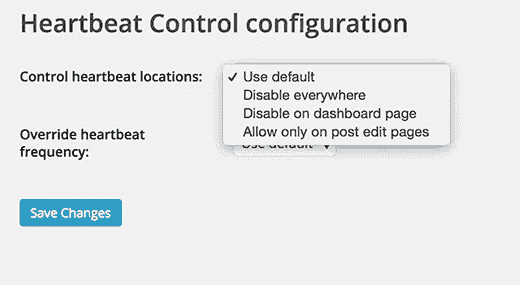 Heartbeat Control configuration
Control heartbeat locations:
✓ Use default
Disable everywhere
Disable on dashboard page
Allow only on post edit pages
Override heartbeat
frequency:
Use default
Save Changes